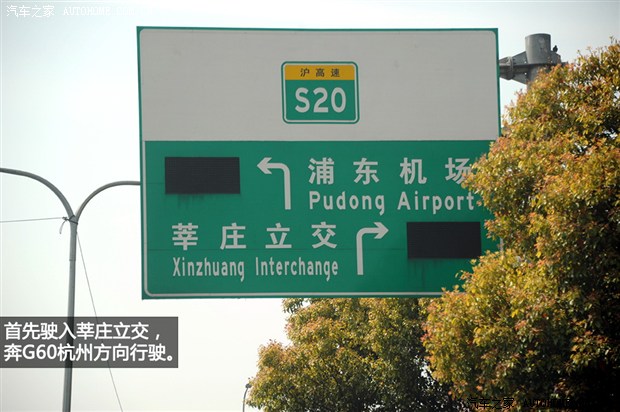 汽车之家 AUTOHOME
沪高速
S20
浦东机场
Pudong Airport
莘庄立交
Xinzhuang Interchange
首先驶入莘庄立交，
奔G60杭州方向行驶。